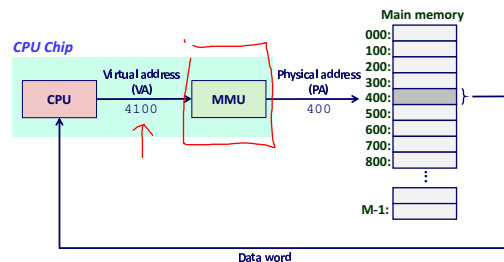 Main memory
CPU Chip
Virtual address
(VA)
Physical address
(PA)
CPU
4100
MMU
400
000:
100:
200:
300:
400:
500:
600:
700:
800:
M-1:
Data word